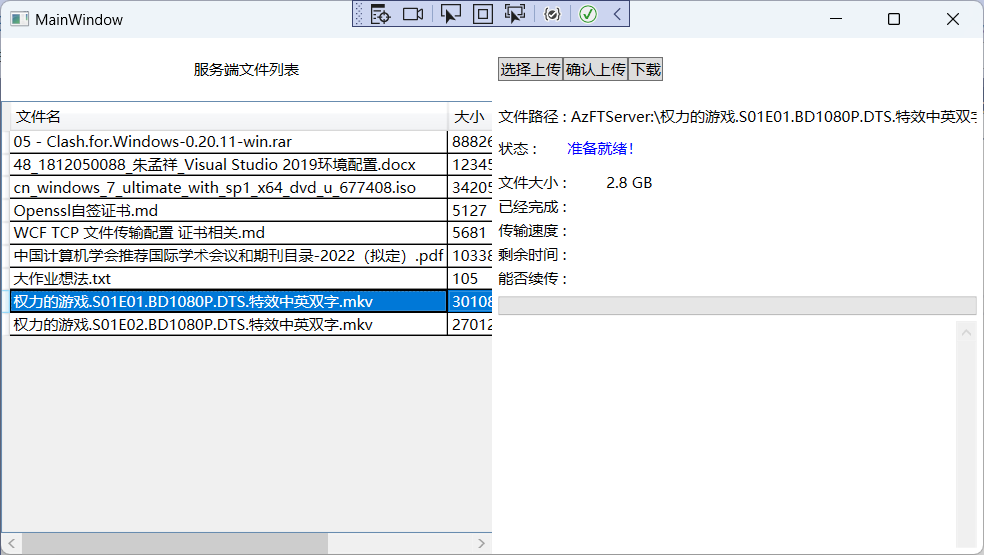 MainWindow
服务端文件列表
选择上传 确认上传 下载
文件名 大小
05 - Clash.for.Windows-0.20.11-win.rar 88826
48_1812050088_朱孟祥_Visual Studio 2019环境配置.docx 12345
cn_windows_7_ultimate_with_sp1_x64_dvd_u_677408.iso 34205
Openssl自签证书.md 5127
WCF TCP 文件传输配置 证书相关.md 5681
中国计算机学会推荐国际学术会议和期刊目录-2022（拟定）.pdf 10338
大作业想法.txt 105
权力的游戏.S01E01.BD1080P.DTS.特效中英双字.mkv 30108
权力的游戏.S01E02.BD1080P.DTS.特效中英双字.mkv 27012
文件路径： AzFTServer:\权力的游戏.S01E01.BD1080P.DTS.特效中英双字
状态： 准备就绪！
文件大小： 2.8 GB
已经完成：
传输速度：
剩余时间：
能否续传：